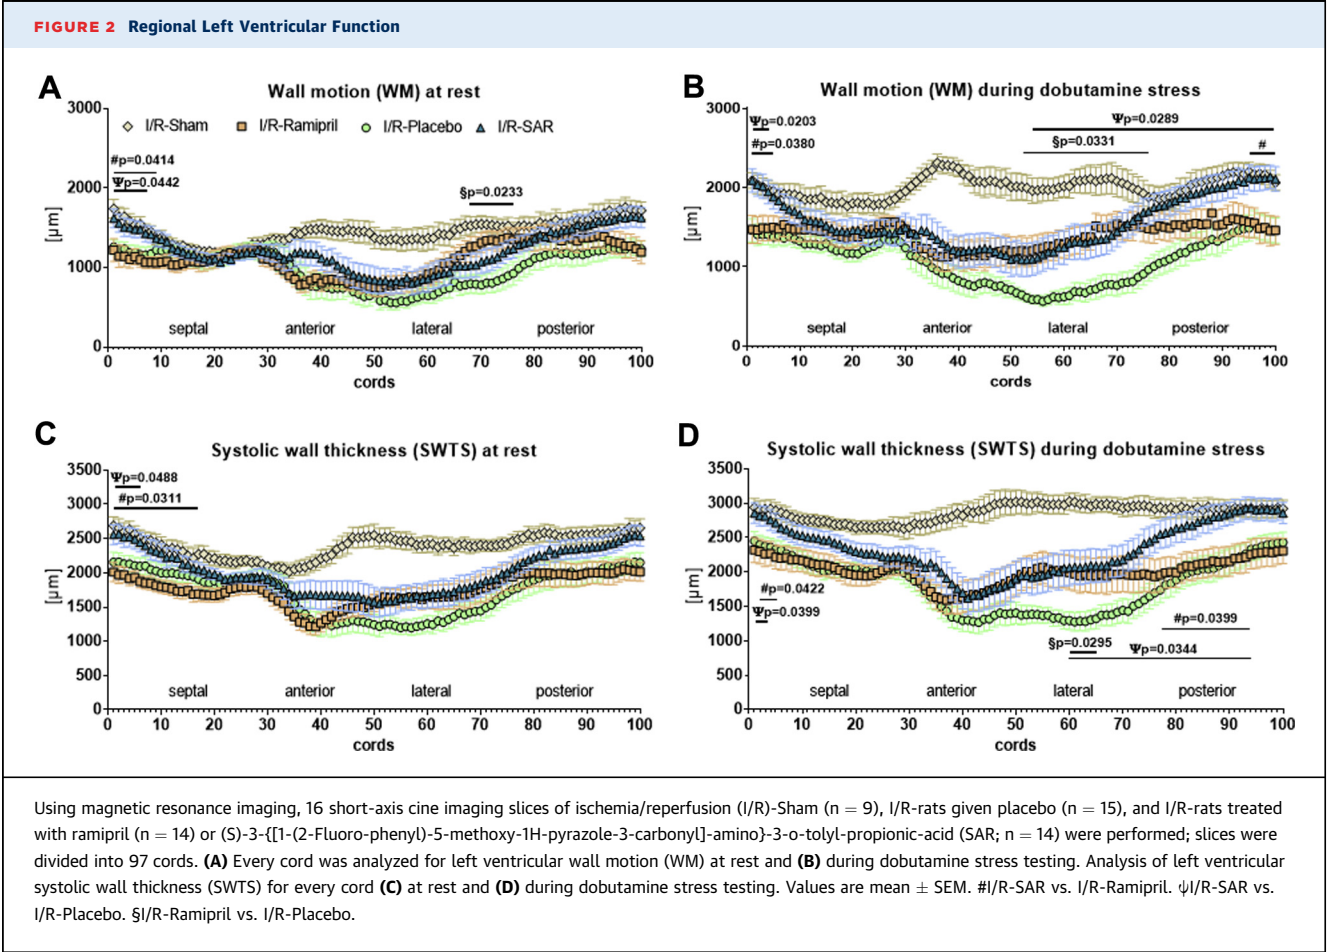 FIGURE 2 Regional Left Ventricular Function
A
Wall motion (WM) at rest
I/R-Sham I/R-Ramipril I/R-Placebo I/R-SAR
#p=0.0414
Ψp=0.0442
§p=0.0233
[µm]
3000
2000
1000
0
septal anterior lateral posterior
0 10 20 30 40 50 60 70 80 90 100
cords
B
Wall motion (WM) during dobutamine stress
Ψp=0.0203
#p=0.0380
Ψp=0.0289
§p=0.0331
#
[µm]
3000
2000
1000
0
septal anterior lateral posterior
0 10 20 30 40 50 60 70 80 90 100
cords
C
Systolic wall thickness (SWTS) at rest
Ψp=0.0488
#p=0.0311
[µm]
3500
3000
2500
2000
1500
1000
500
0
septal anterior lateral posterior
0 10 20 30 40 50 60 70 80 90 100
cords
D
Systolic wall thickness (SWTS) during dobutamine stress
#p=0.0422
Ψp=0.0399
#p=0.0399
§p=0.0295
Ψp=0.0344
[µm]
3500
3000
2500
2000
1500
1000
500
0
septal anterior lateral posterior
0 10 20 30 40 50 60 70 80 90 100
cords
Using magnetic resonance imaging, 16 short-axis cine imaging slices of ischemia/reperfusion (I/R)-Sham (n = 9), I/R-rats given placebo (n = 15), and I/R-rats treated
with ramipril (n = 14) or (S)-3-{[1-(2-Fluoro-phenyl)-5-methoxy-1H-pyrazole-3-carbonyl]-amino}-3-o-tolyl-propionic-acid (SAR; n = 14) were performed; slices were
divided into 97 cords. (A) Every cord was analyzed for left ventricular wall motion (WM) at rest and (B) during dobutamine stress testing. Analysis of left ventricular
systolic wall thickness (SWTS) for every cord (C) at rest and (D) during dobutamine stress testing. Values are mean ± SEM. #I/R-SAR vs. I/R-Ramipril. ψI/R-SAR vs.
I/R-Placebo. §I/R-Ramipril vs. I/R-Placebo.